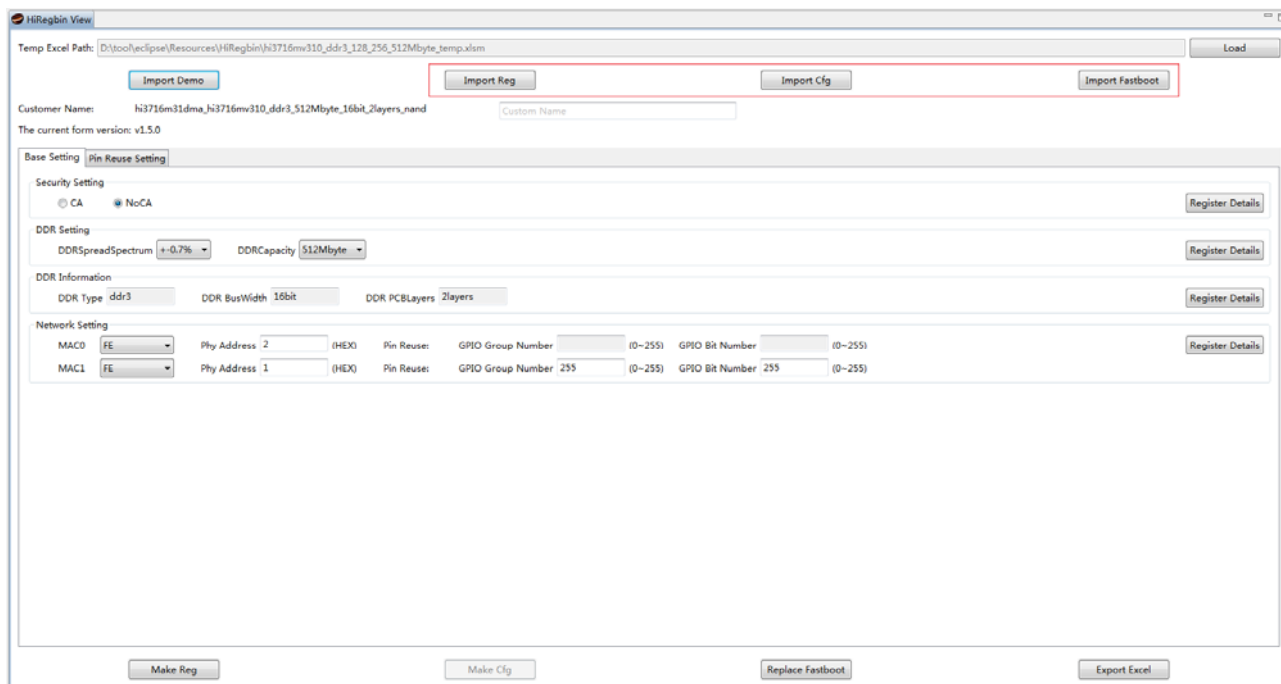 HiRegbin View
Temp Excel Path: D:\tool\eclipse\Resources\HiRegbin\hi3716mv310_ddr3_128_256_512Mbyte_temp.xlsm Load
Import Demo Import Reg Import Cfg Import Fastboot
Customer Name: hi3716m31dma_hi3716mv310_ddr3_512Mbyte_16bit_2layers_nand Custom Name
The current form version: v1.5.0
Base Setting Pin Reuse Setting
Security Setting
CA NoCA Register Details
DDR Setting
DDRSpreadSpectrum +-0.7% DDRCapacity 512Mbyte Register Details
DDR Information
DDR Type ddr3 DDR BusWidth 16bit DDR PCBLayers 2layers Register Details
Network Setting
MAC0 FE Phy Address 2 (HEX) Pin Reuse: GPIO Group Number (0~255) GPIO Bit Number (0~255) Register Details
MAC1 FE Phy Address 1 (HEX) Pin Reuse: GPIO Group Number 255 (0~255) GPIO Bit Number 255 (0~255)
Make Reg Make Cfg Replace Fastboot Export Excel